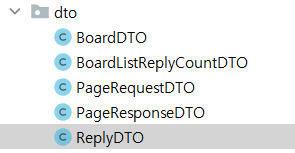 dto
C BoardDTO
C BoardListReplyCountDTO
C PageRequestDTO
C PageResponseDTO
C ReplyDTO